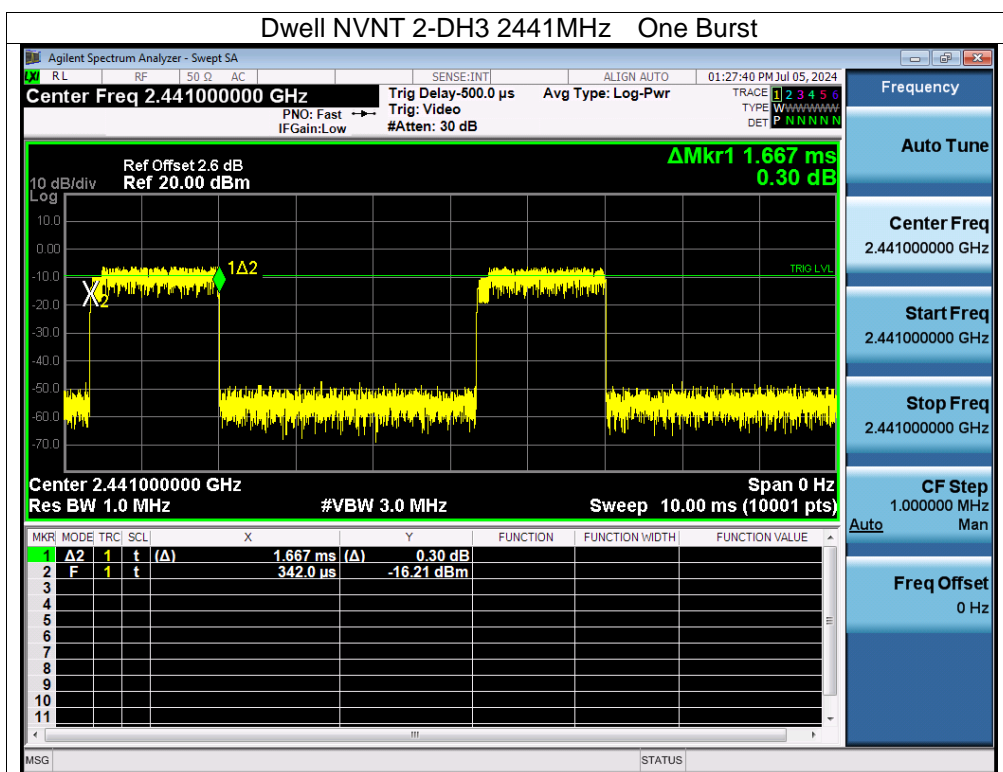 Dwell NVNT 2-DH3 2441MHz One Burst
Agilent Spectrum Analyzer - Swept SA
LXI RL RF 50 Ω AC SENSE:INT ALIGN AUTO 01:27:40 PM Jul 05, 2024
Center Freq 2.441000000 GHz
PNO: Fast
IFGain:Low
Trig Delay-500.0 µs
Trig: Video
#Atten: 30 dB
Avg Type: Log-Pwr
TRACE 1 2 3 4 5 6
TYPE WWWWWWW
DET P N N N N N
ΔMkr1 1.667 ms
0.30 dB
Ref Offset 2.6 dB
10 dB/div Ref 20.00 dBm
Log
10.0
0.00
-10.0
-20.0
-30.0
-40.0
-50.0
-60.0
-70.0
X2
1Δ2
TRIG LVL
Center 2.441000000 GHz Span 0 Hz
Res BW 1.0 MHz #VBW 3.0 MHz Sweep 10.00 ms (10001 pts)
MKR MODE TRC SCL X Y FUNCTION FUNCTION WIDTH FUNCTION VALUE
1 Δ2 1 t (Δ) 1.667 ms (Δ) 0.30 dB
2 F 1 t 342.0 µs -16.21 dBm
3
4
5
6
7
8
9
10
11
MSG STATUS
Frequency
Auto Tune
Center Freq
2.441000000 GHz
Start Freq
2.441000000 GHz
Stop Freq
2.441000000 GHz
CF Step
1.000000 MHz
Auto Man
Freq Offset
0 Hz